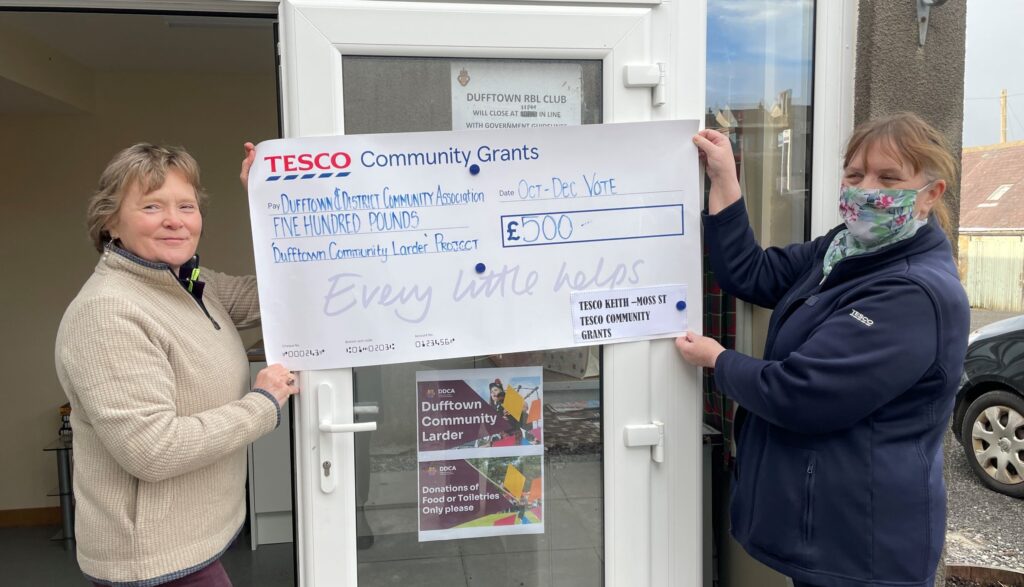 DUFFTOWN RBL CLUB
WILL CLOSE AT IN LINE
WITH GOVERNMENT GUIDELINES
TESCO Community Grants
Pay DUFFTOWN & DISTRICT COMMUNITY ASSOCIATION
Date OCT-DEC VOTE
FIVE HUNDRED POUNDS
£500
'DUFFTOWN COMMUNITY LARDER' PROJECT
Every little helps
TESCO KEITH –MOSS ST
TESCO COMMUNITY
GRANTS
TESCO
DDCA
Dufftown
Community
Larder
DDCA
Donations of
Food or Toiletries
Only please